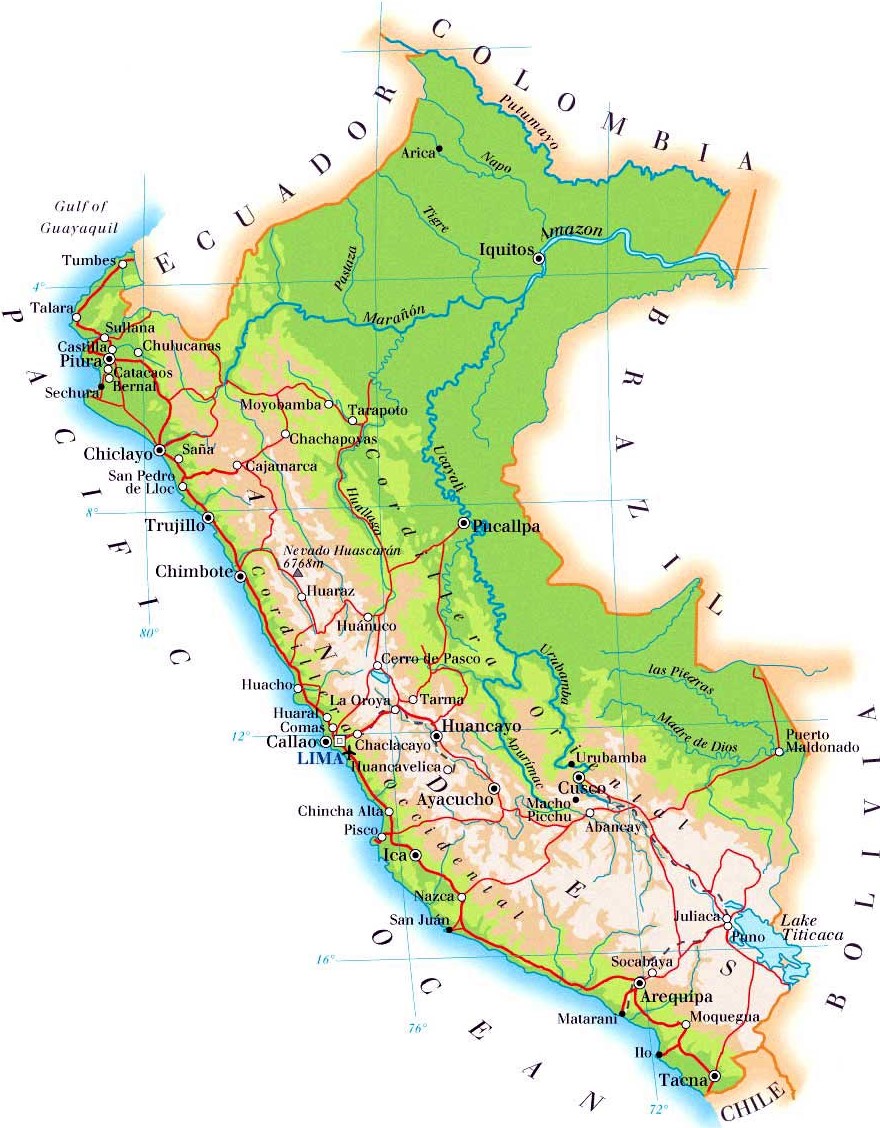 COLOMBIA
Putumayo
ECUADOR
Arica
Napo
Gulf of
Guayaquil
Tigre
Pastaza
Iquitos
Amazon
Tumbes
4°
Talara
Marañón
BRAZIL
Sullana
Castilla
Chulucanas
Piura
Catacaos
Sechura
Bernal
PACIFIC OCEAN
Moyobamba
Tarapoto
Chachapoyas
Chiclayo
Saña
Cajamarca
San Pedro
de Lloc
Ucayali
Huallaga
8°
Trujillo
Pucallpa
ANDES
Cordillera Oriental
Nevado Huascarán
6768m
Chimbote
Huaraz
Cordillera Occidental
Huánuco
80°
Cerro de Pasco
Urubamba
las Piedras
Huacho
La Oroya
Tarma
Huaral
Comas
Huancayo
Madre de Dios
12°
Callao
Chaclacayo
Puerto
Maldonado
LIMA
Huancavelica
Apurimac
Urubamba
Cusco
Ayacucho
Macho
Picchu
Chincha Alta
Abancay
Pisco
Ica
BOLIVIA
Nazca
San Juán
Juliaca
Lake
Titicaca
Puno
16°
Socabaya
Arequipa
Matarani
Moquegua
76°
Ilo
Tacna
CHILE
72°